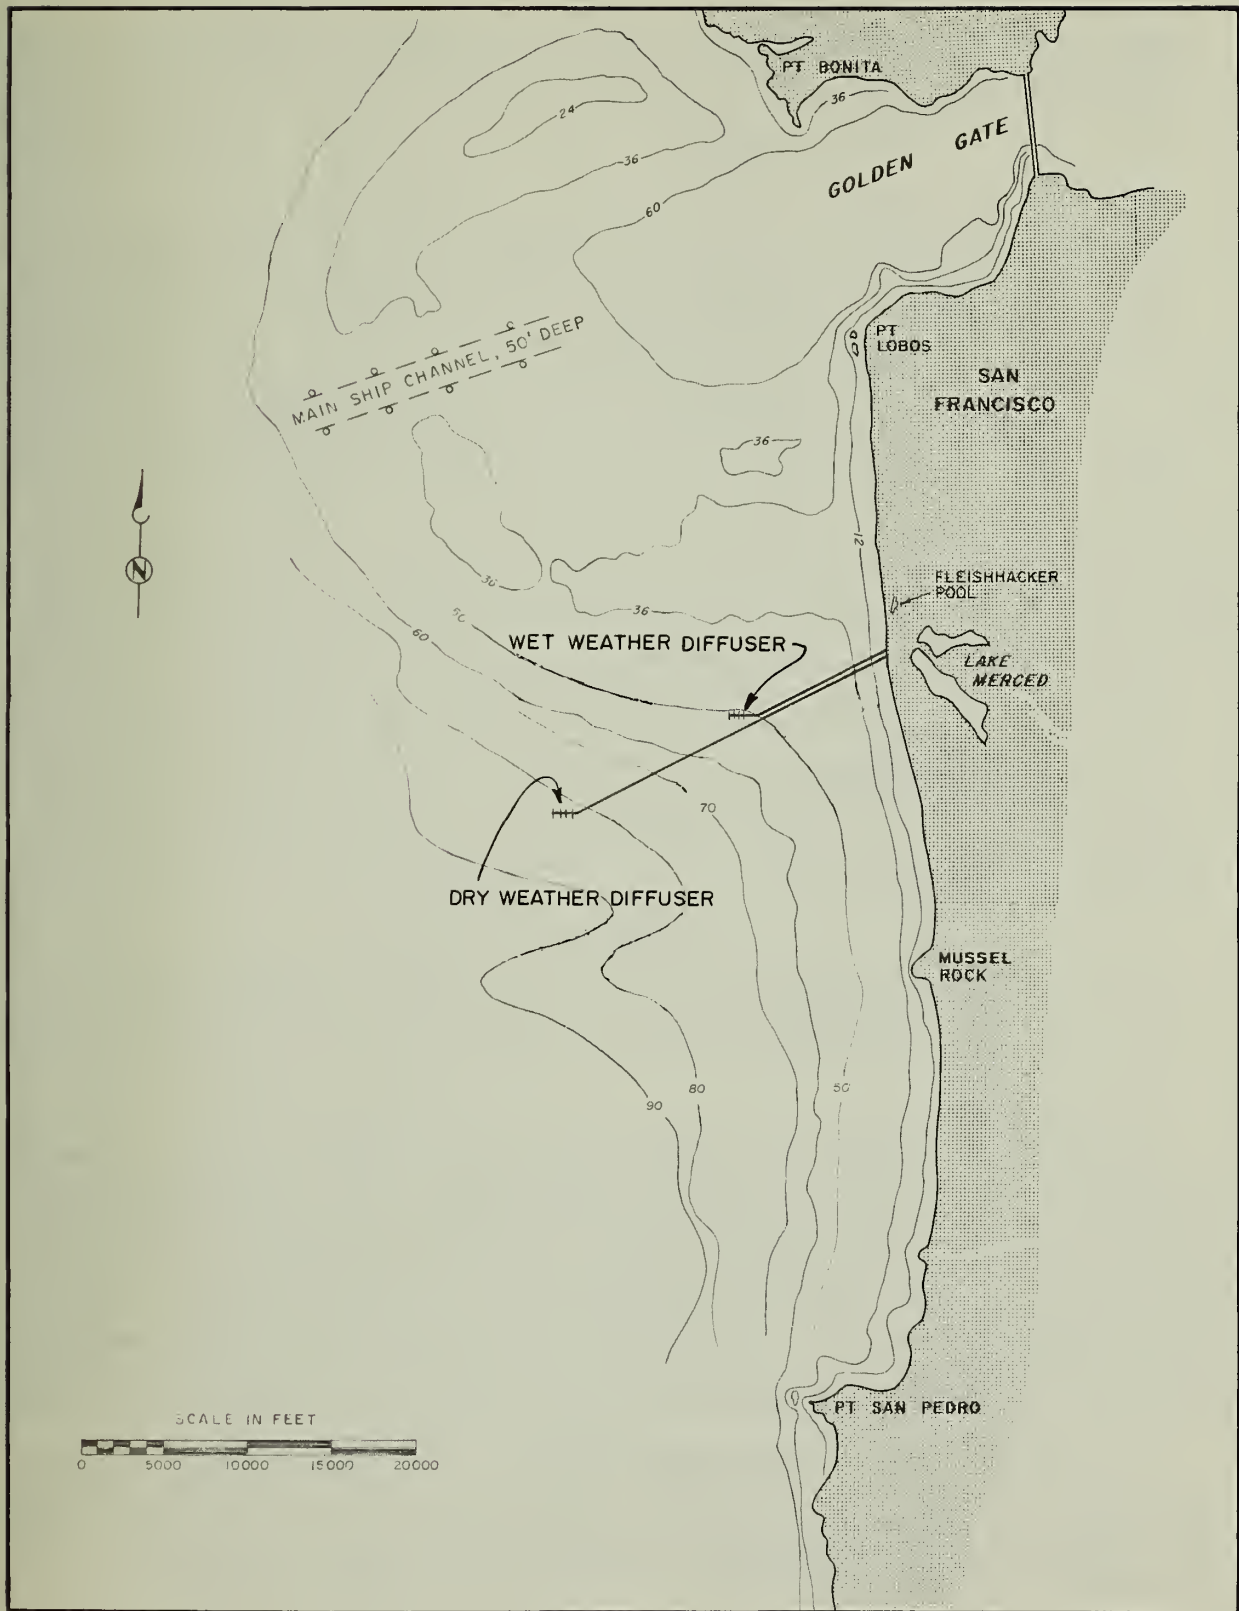 PT BONITA
36
24
GOLDEN GATE
36
60
PT
LOBOS
SAN
FRANCISCO
MAIN SHIP CHANNEL, 50' DEEP
36
12
N
FLEISHHACKER
POOL
36
36
50
60
WET WEATHER DIFFUSER
LAKE
MERCED
70
DRY WEATHER DIFFUSER
MUSSEL
ROCK
80
50
90
PT SAN PEDRO
SCALE IN FEET
0 5000 10000 15000 20000